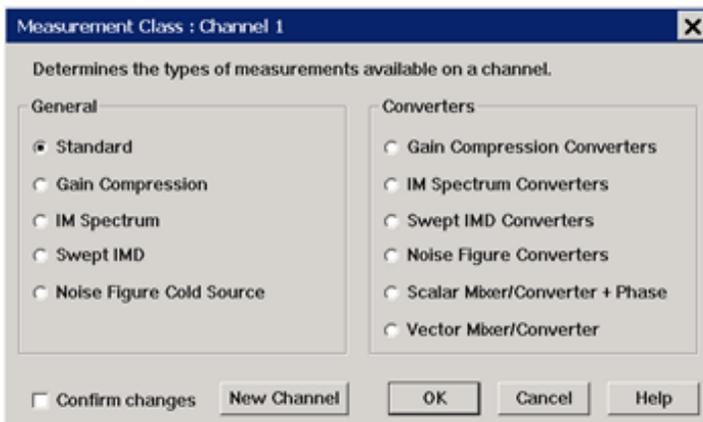 Measurement Class : Channel 1
Determines the types of measurements available on a channel.
General
Standard
Gain Compression
IM Spectrum
Swept IMD
Noise Figure Cold Source
Converters
Gain Compression Converters
IM Spectrum Converters
Swept IMD Converters
Noise Figure Converters
Scalar Mixer/Converter + Phase
Vector Mixer/Converter
Confirm changes
New Channel
OK
Cancel
Help